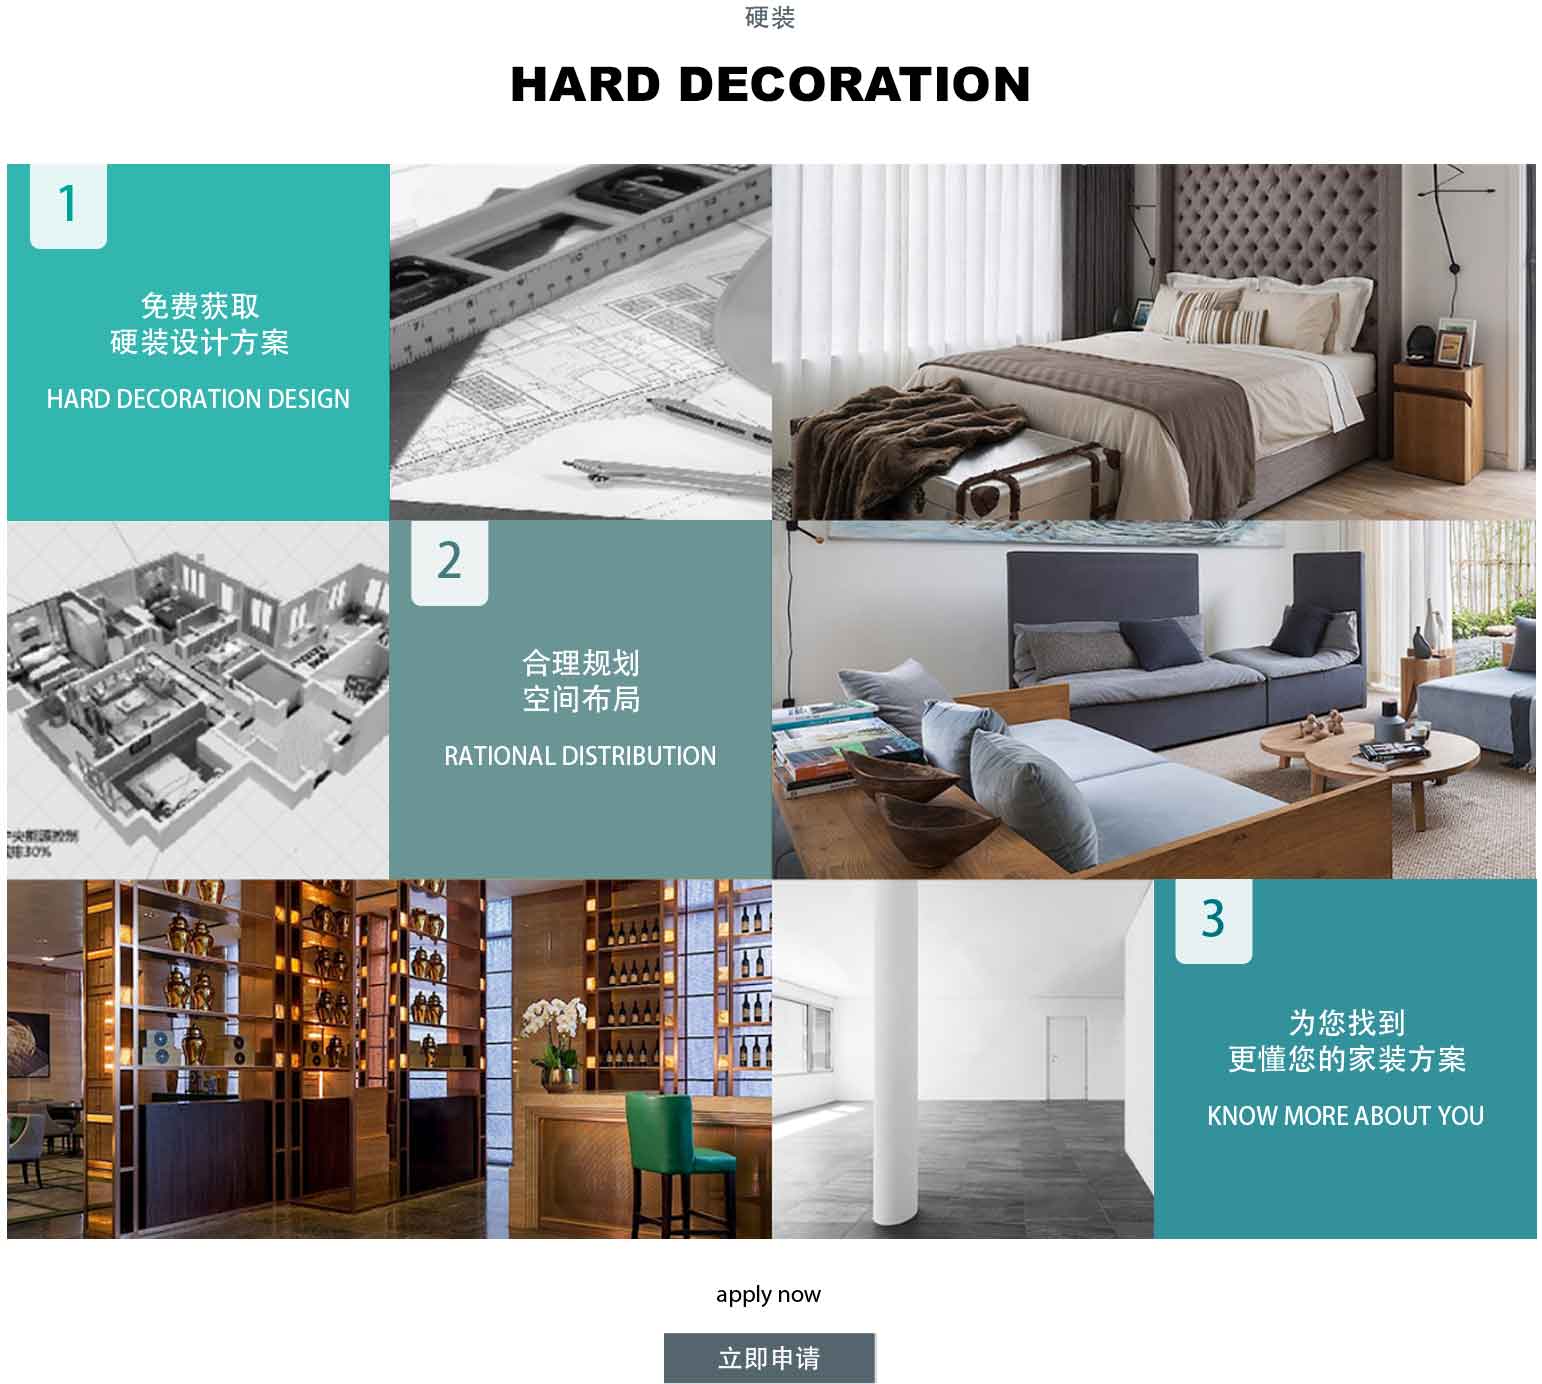 硬装
HARD DECORATION
1
免费获取
硬装设计方案
HARD DECORATION DESIGN
2
合理规划
空间布局
RATIONAL DISTRIBUTION
30%
3
为您找到
更懂您的家装方案
KNOW MORE ABOUT YOU
apply now
立即申请